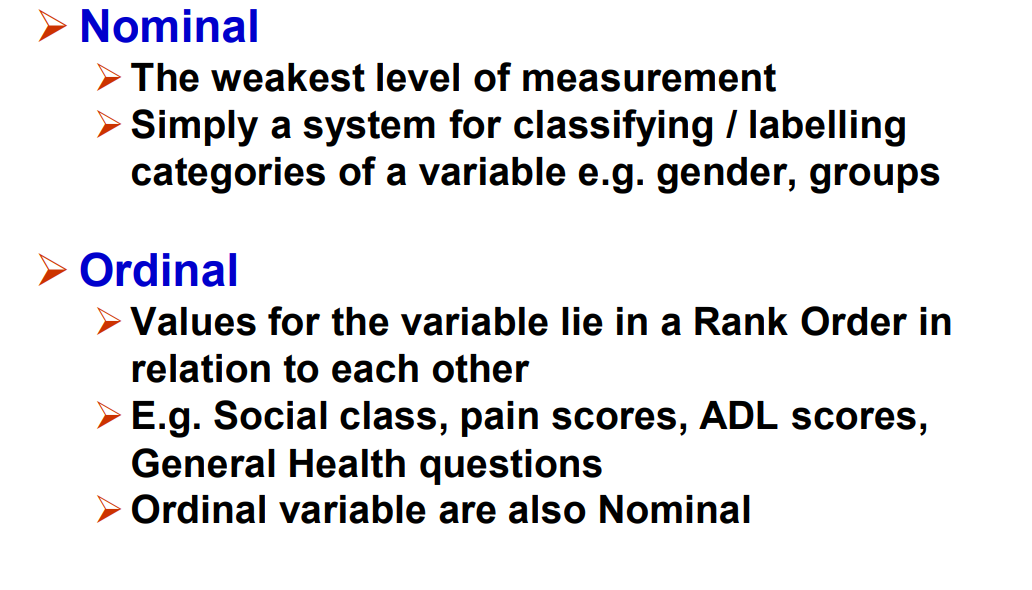 Nominal
The weakest level of measurement
Simply a system for classifying / labelling
categories of a variable e.g. gender, groups
Ordinal
Values for the variable lie in a Rank Order in
relation to each other
E.g. Social class, pain scores, ADL scores,
General Health questions
Ordinal variable are also Nominal